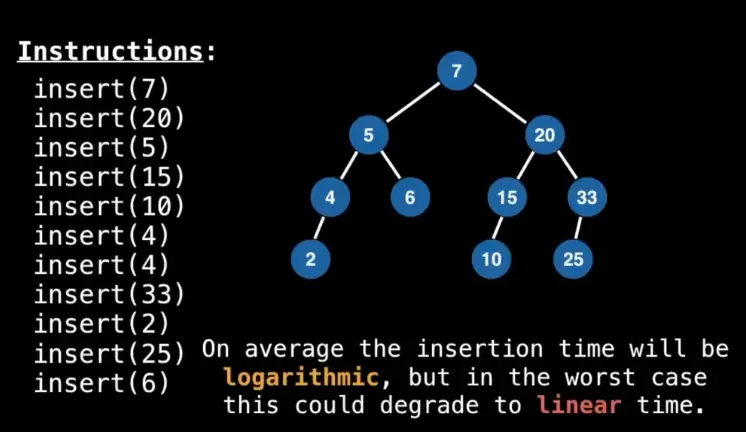 Instructions:
insert(7)
insert(20)
insert(5)
insert(15)
insert(10)
insert(4)
insert(4)
insert(33)
insert(2)
insert(25)
insert(6)
7
5
20
4
6
15
33
2
10
25
On average the insertion time will be
logarithmic, but in the worst case
this could degrade to linear time.